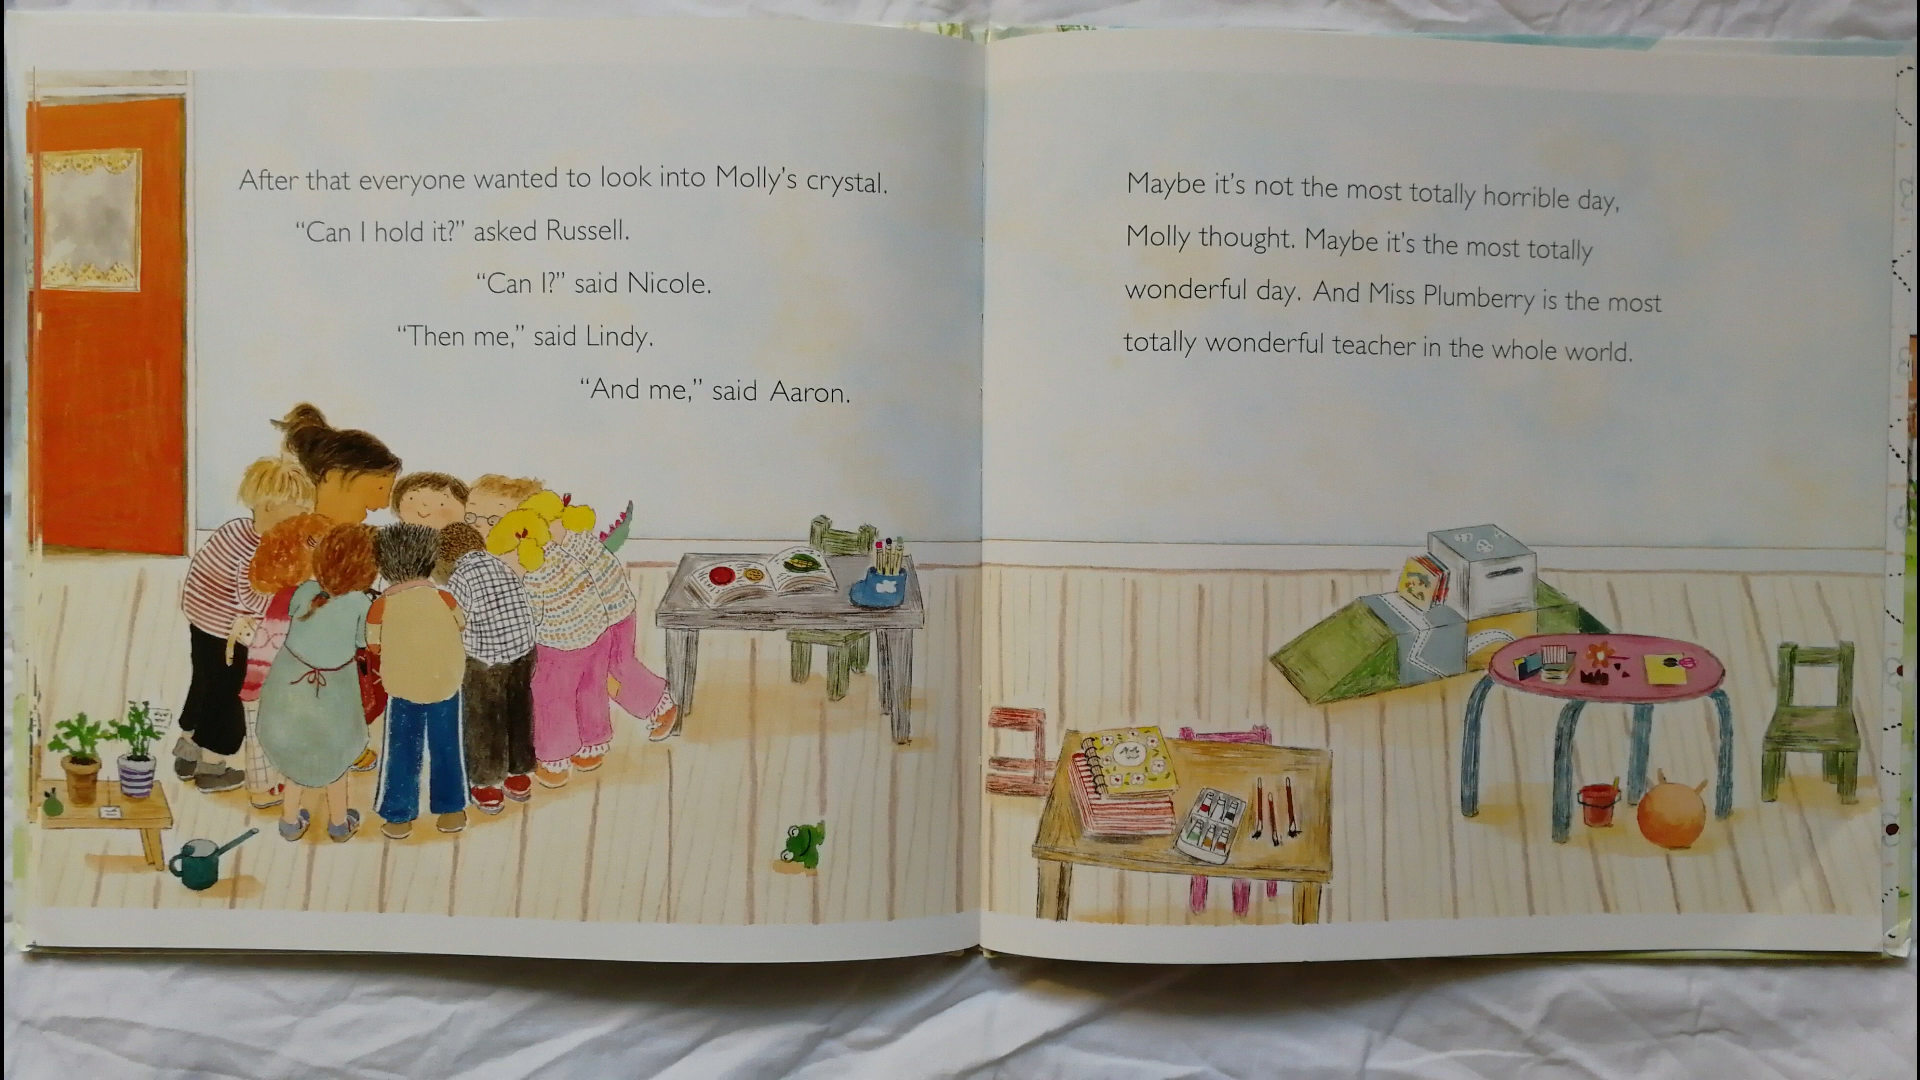 After that everyone wanted to look into Molly's crystal.
“Can I hold it?” asked Russell.
“Can I?” said Nicole.
“Then me,” said Lindy.
“And me,” said Aaron.
Maybe it's not the most totally horrible day,
Molly thought. Maybe it's the most totally
wonderful day. And Miss Plumberry is the most
totally wonderful teacher in the whole world.